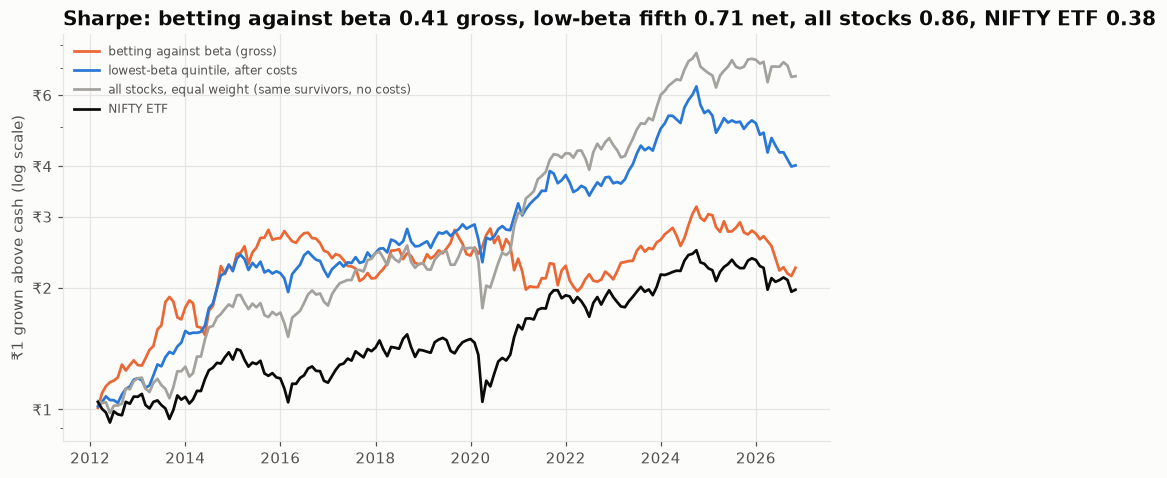 Sharpe: betting against beta 0.41 gross, low-beta fifth 0.71 net, all stocks 0.86, NIFTY ETF 0.38
betting against beta (gross)
lowest-beta quintile, after costs
all stocks, equal weight (same survivors, no costs)
NIFTY ETF
₹1 grown above cash (log scale)
₹6
₹4
₹3
₹2
₹1
2012 2014 2016 2018 2020 2022 2024 2026